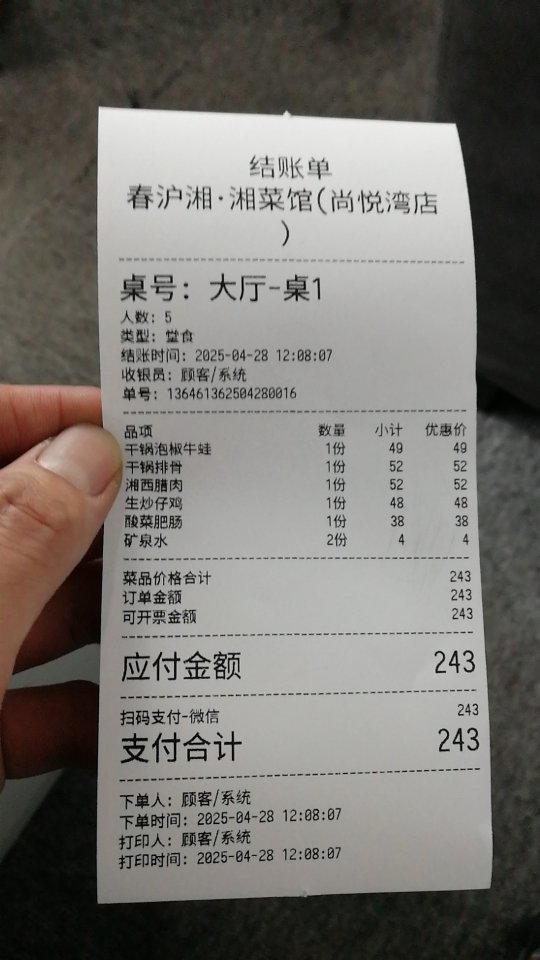 结账单
春沪湘·湘菜馆(尚悦湾店
)
桌号: 大厅-桌1
人数: 5
类型: 堂食
结账时间: 2025-04-28 12:08:07
收银员: 顾客/系统
单号: 136461362504280016
品项 数量 小计 优惠价
干锅泡椒牛蛙 1份 49 49
干锅排骨 1份 52 52
湘西腊肉 1份 52 52
生炒仔鸡 1份 48 48
酸菜肥肠 1份 38 38
矿泉水 2份 4 4
菜品价格合计 243
订单金额 243
可开票金额 243
应付金额 243
扫码支付-微信 243
支付合计 243
下单人: 顾客/系统
下单时间: 2025-04-28 12:08:07
打印人: 顾客/系统
打印时间: 2025-04-28 12:08:07